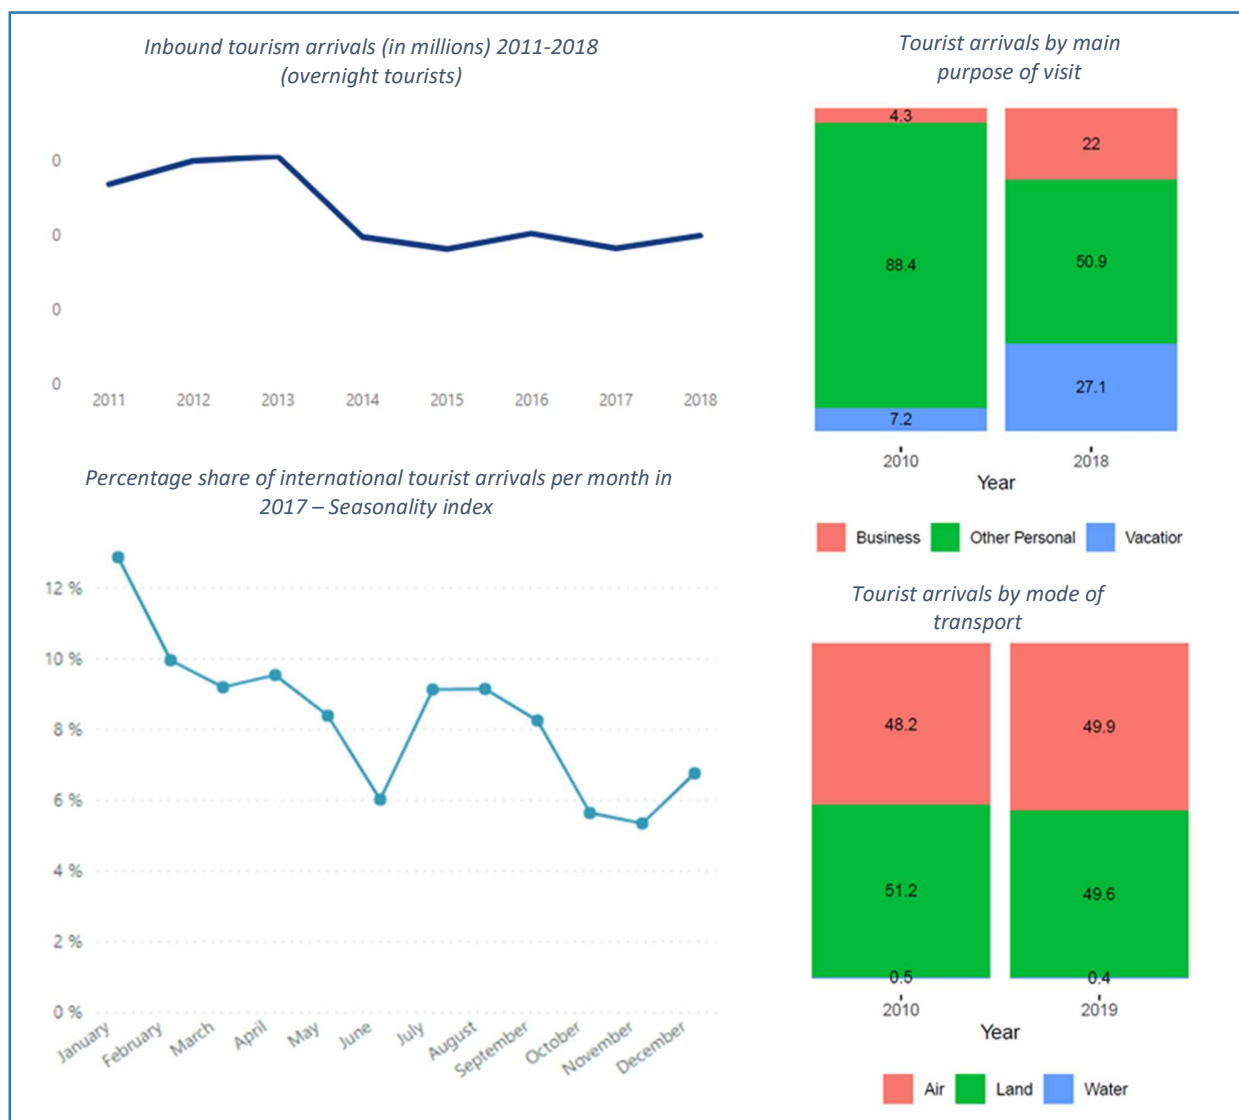 Inbound tourism arrivals (in millions) 2011-2018
(overnight tourists)
0
0
0
0
2011 2012 2013 2014 2015 2016 2017 2018
Tourist arrivals by main
purpose of visit
4.3
88.4
7.2
22
50.9
27.1
2010 2018
Year
Business Other Personal Vacatior
Percentage share of international tourist arrivals per month in
2017 – Seasonality index
12 %
10 %
8 %
6 %
4 %
2 %
0 %
January February March April May June July August September October November December
Tourist arrivals by mode of
transport
48.2
51.2
0.5
49.9
49.6
0.4
2010 2019
Year
Air Land Water